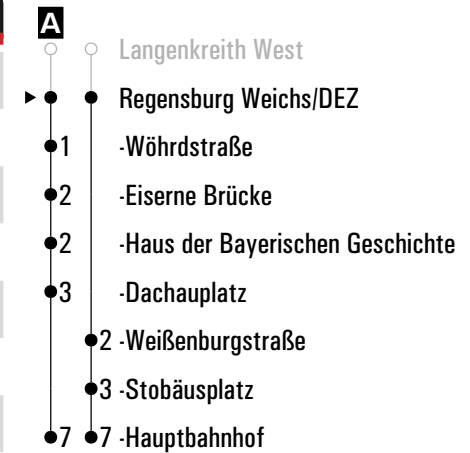 A
Langenkreith West
Regensburg Weichs/DEZ
1 -Wöhrdstraße
2 -Eiserne Brücke
2 -Haus der Bayerischen Geschichte
3 -Dachauplatz
2 -Weißenburgstraße
3 -Stobäusplatz
7 7 -Hauptbahnhof